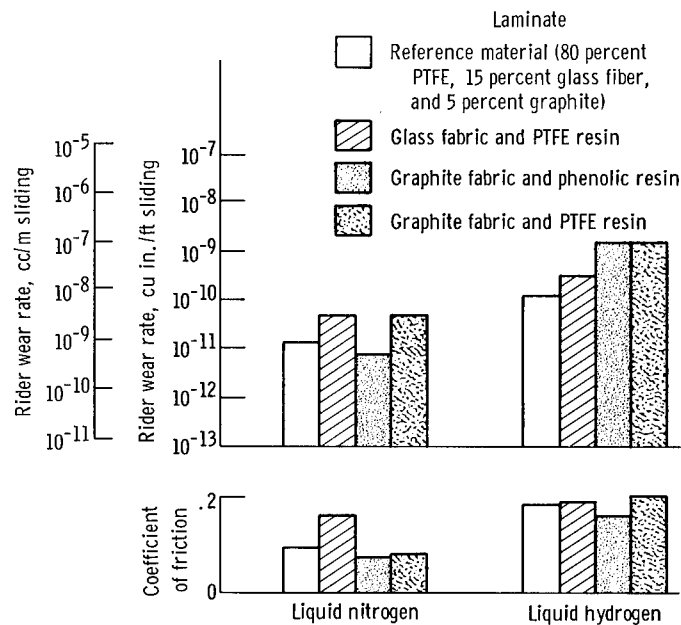 Laminate
Reference material (80 percent
PTFE, 15 percent glass fiber,
and 5 percent graphite)
Glass fabric and PTFE resin
Graphite fabric and phenolic resin
Graphite fabric and PTFE resin
Rider wear rate, cc/m sliding
10⁻⁵
10⁻⁶
10⁻⁷
10⁻⁸
10⁻⁹
10⁻¹⁰
10⁻¹¹
Rider wear rate, cu in./ft sliding
10⁻⁷
10⁻⁸
10⁻⁹
10⁻¹⁰
10⁻¹¹
10⁻¹²
10⁻¹³
Coefficient
of friction
.2
0
Liquid nitrogen
Liquid hydrogen